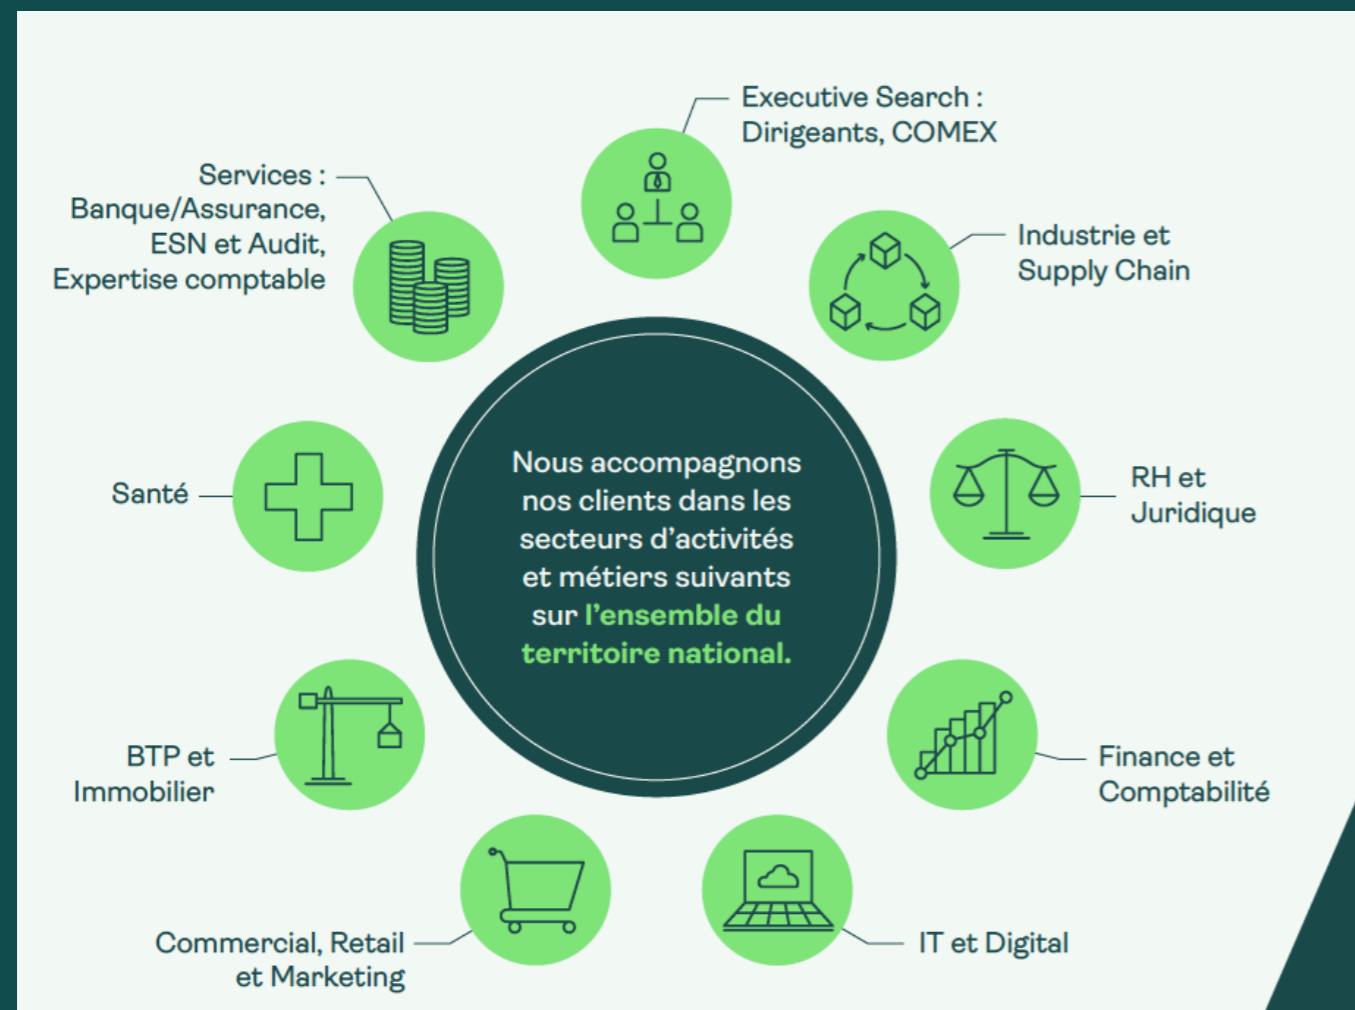 Executive Search :
Dirigeants, COMEX
Services :
Banque/Assurance,
ESN et Audit,
Expertise comptable
Industrie et
Supply Chain
Nous accompagnons
nos clients dans les
secteurs d’activités
et métiers suivants
sur l’ensemble du
territoire national.
Santé
RH et
Juridique
BTP et
Immobilier
Finance et
Comptabilité
Commercial, Retail
et Marketing
IT et Digital